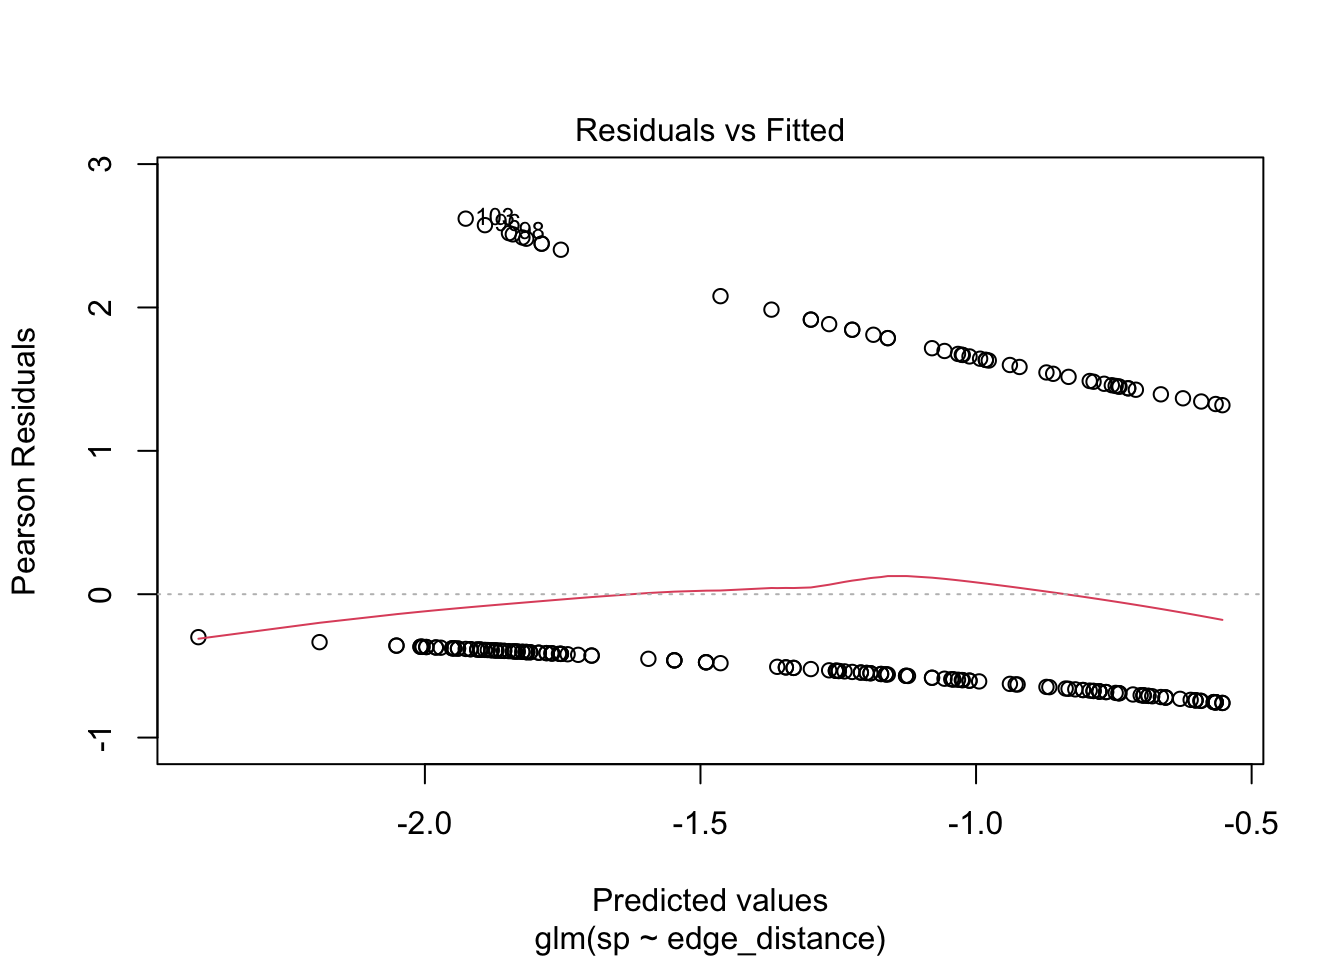 Residuals vs Fitted
Pearson Residuals
3
2
1
0
-1
103
-2.0 -1.5 -1.0 -0.5
Predicted values
glm(sp ~ edge_distance)